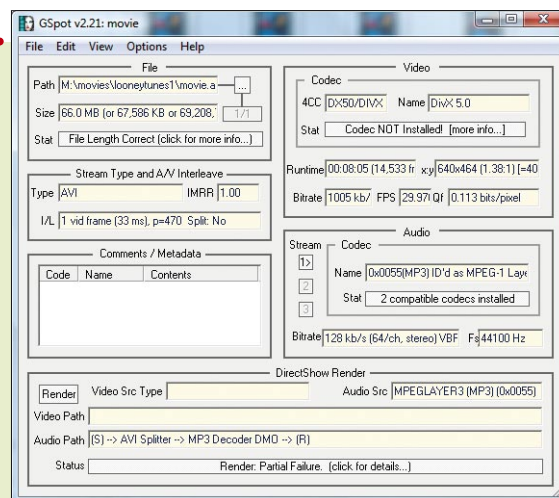 GSpot v2.21: movie
File Edit View Options Help
File
Path M:\movies\looneytunes1\movie.a ...
Size 66.0 MB (or 67,586 KB or 69,208, 1/1
Stat File Length Correct (click for more info...)
Stream Type and A/V Interleave
Type AVI IMRR 1.00
I/L 1 vid frame (33 ms), p=470 Split: No
Comments / Metadata
Code Name Contents
Video
Codec
4CC DX50/DIVX Name DivX 5.0
Stat Codec NOT Installed! [more info...]
Runtime 00:08:05 (14,533 fr x:y 640x464 (1.38:1) [=40
Bitrate 1005 kb/ FPS 29.970 Qf 0.113 bits/pixel
Audio
Stream Codec
1>
2
3
Name 0x0055(MP3) ID'd as MPEG-1 Laye
Stat 2 compatible codecs installed
Bitrate 128 kb/s (64/ch, stereo) VBF Fs 44100 Hz
DirectShow Render
Render Video Src Type Audio Src MPEGLAYER3 (MP3) (0x0055)
Video Path
Audio Path (S) --> AVI Splitter --> MP3 Decoder DMO --> (R)
Status Render: Partial Failure. (click for details...)